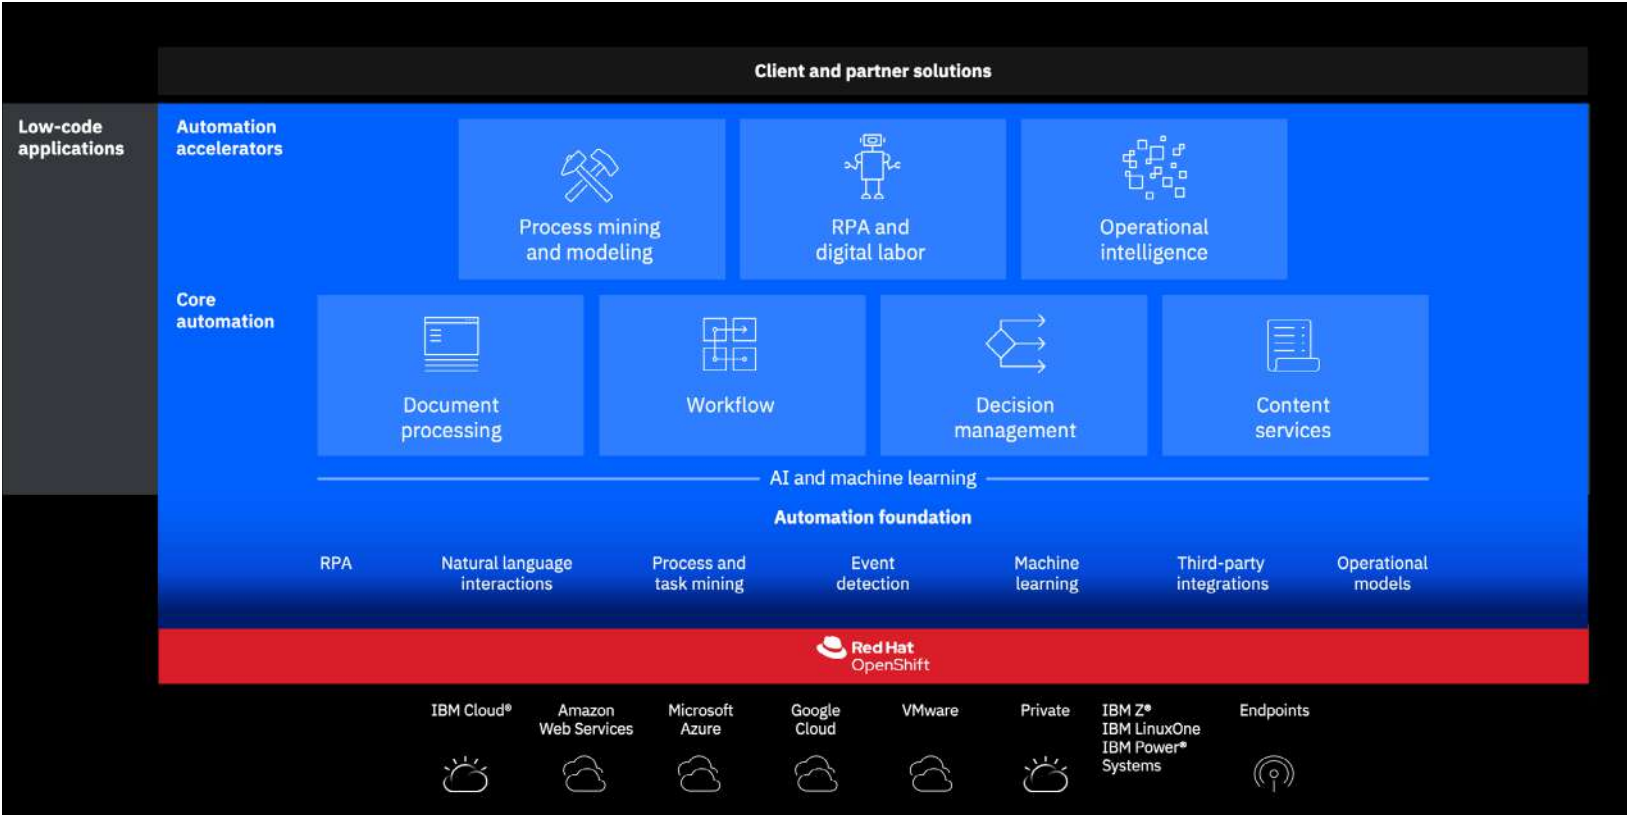 Client and partner solutions
Low-code
applications
Automation
accelerators
Process mining
and modeling
RPA and
digital labor
Operational
intelligence
Core
automation
Document
processing
Workflow
Decision
management
Content
services
AI and machine learning
Automation foundation
RPA
Natural language
interactions
Process and
task mining
Event
detection
Machine
learning
Third-party
integrations
Operational
models
Red Hat
OpenShift
IBM Cloud®
Amazon
Web Services
Microsoft
Azure
Google
Cloud
VMware
Private
IBM Z®
IBM LinuxOne
IBM Power®
Systems
Endpoints